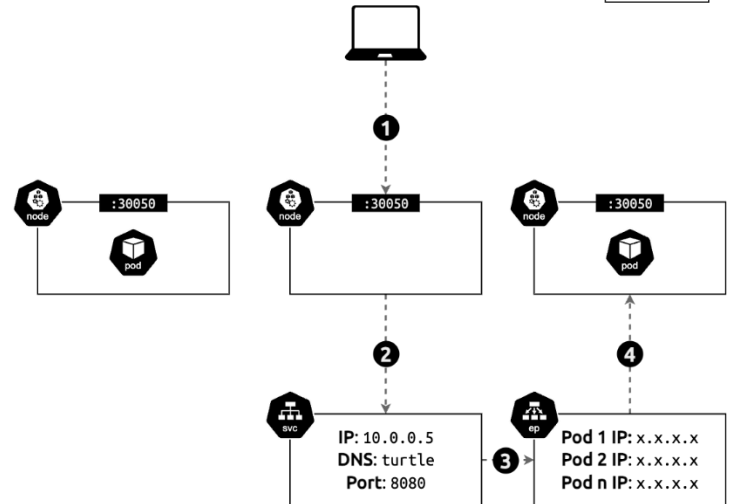 1
node
:30050
pod
node
:30050
node
:30050
pod
2
4
svc
IP: 10.0.0.5
DNS: turtle
Port: 8080
3
ep
Pod 1 IP: x.x.x.x
Pod 2 IP: x.x.x.x
Pod n IP: x.x.x.x